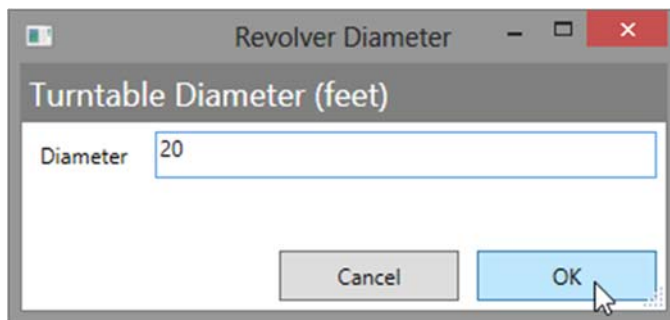 Revolver Diameter
Turntable Diameter (feet)
Diameter 20
Cancel OK